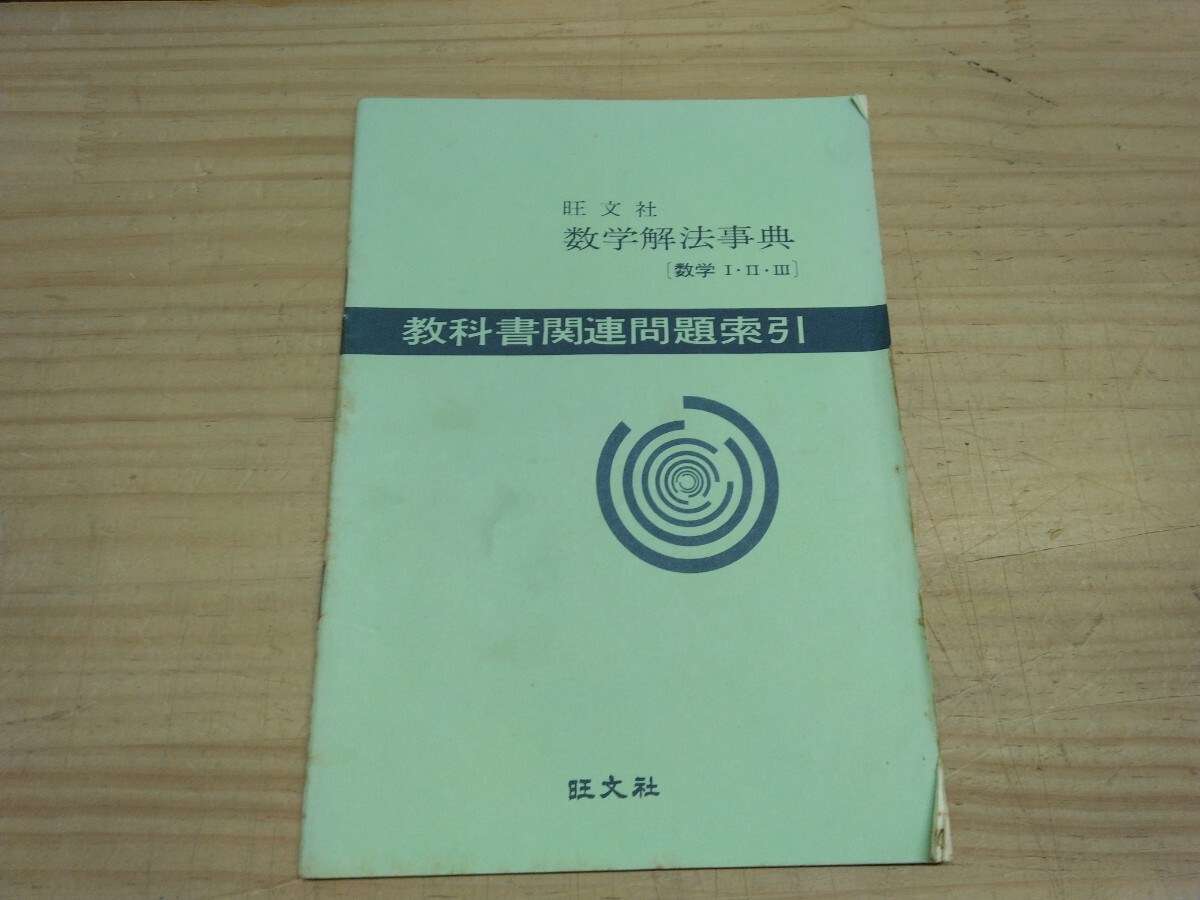 旺文社
数学解法事典
[数学 Ⅰ・Ⅱ・Ⅲ]
教科書関連問題索引
旺文社